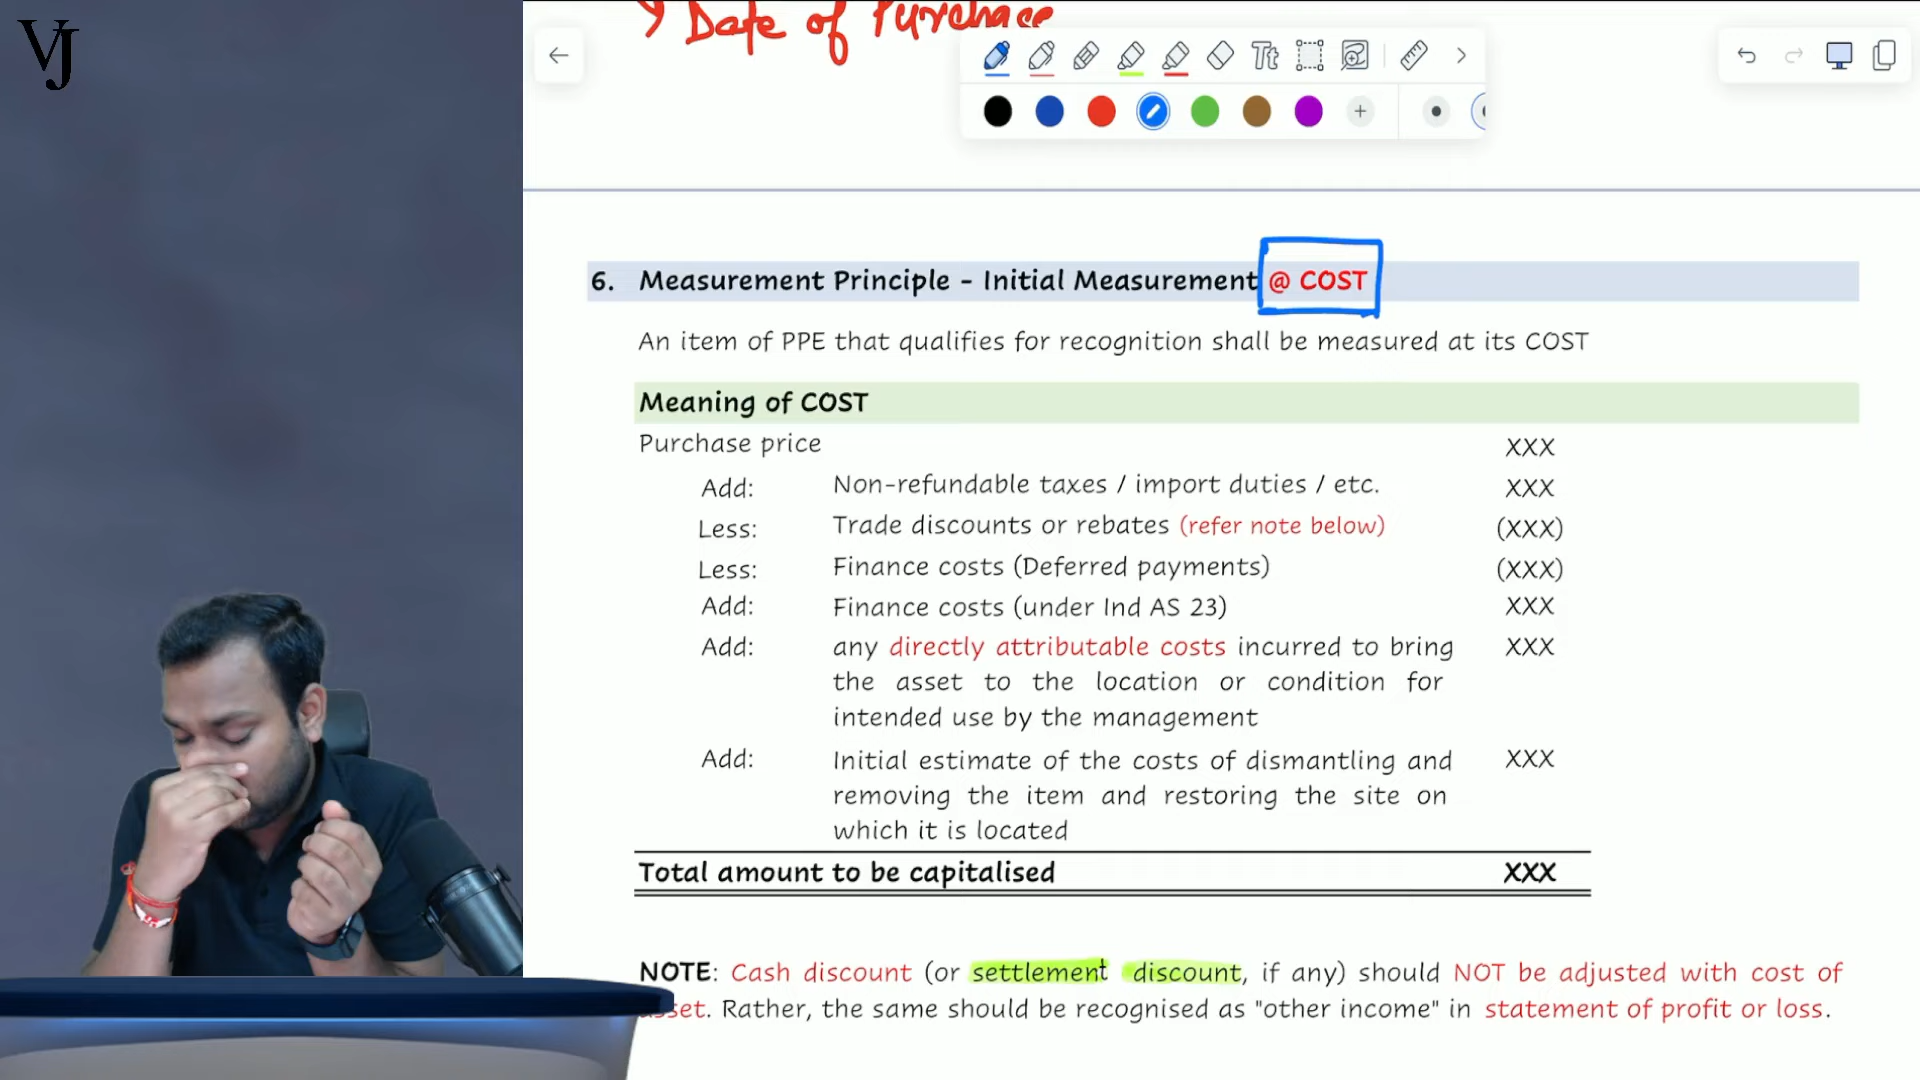 VJ
> Date of Purchase
Tt
6. Measurement Principle - Initial Measurement @ COST
An item of PPE that qualifies for recognition shall be measured at its COST
Meaning of COST
Purchase price XXX
Add: Non-refundable taxes / import duties / etc. XXX
Less: Trade discounts or rebates (refer note below) (XXX)
Less: Finance costs (Deferred payments) (XXX)
Add: Finance costs (under Ind AS 23) XXX
Add: any directly attributable costs incurred to bring XXX
the asset to the location or condition for
intended use by the management
Add: Initial estimate of the costs of dismantling and XXX
removing the item and restoring the site on
which it is located
Total amount to be capitalised XXX
NOTE: Cash discount (or settlement discount, if any) should NOT be adjusted with cost of
asset. Rather, the same should be recognised as "other income" in statement of profit or loss.